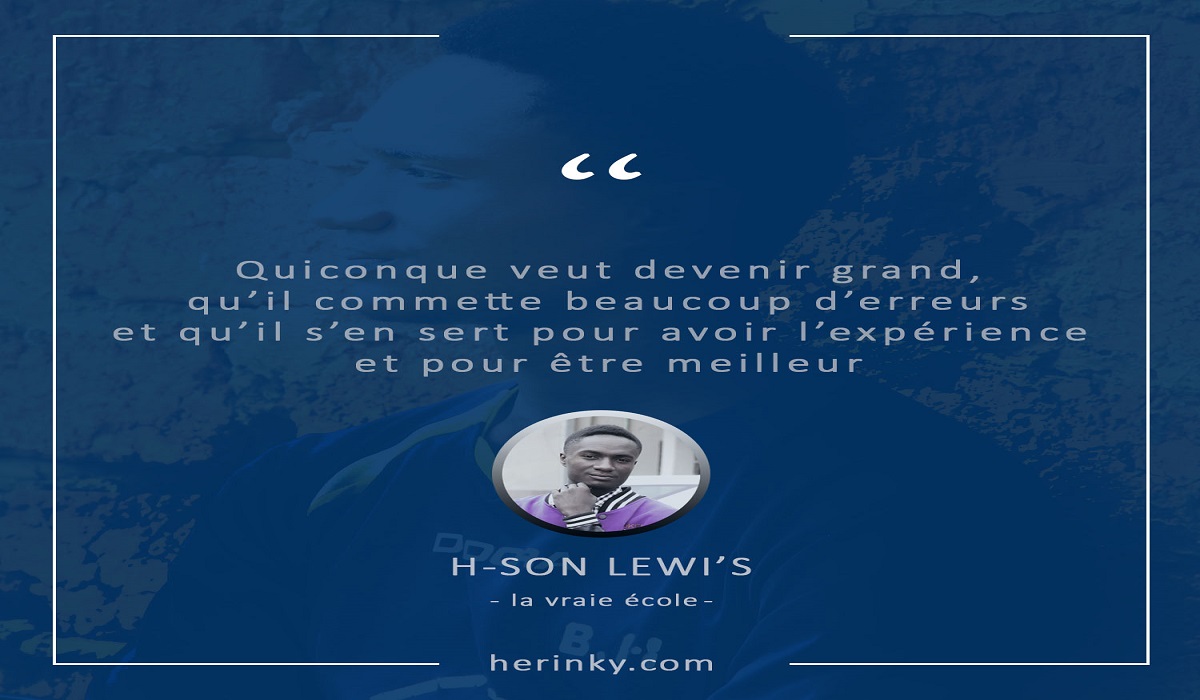 “
Quiconque veut devenir grand,
qu’il commette beaucoup d’erreurs
et qu’il s’en sert pour avoir l’expérience
et pour être meilleur
H-SON LEWI’S
- la vraie école-
herinky.com